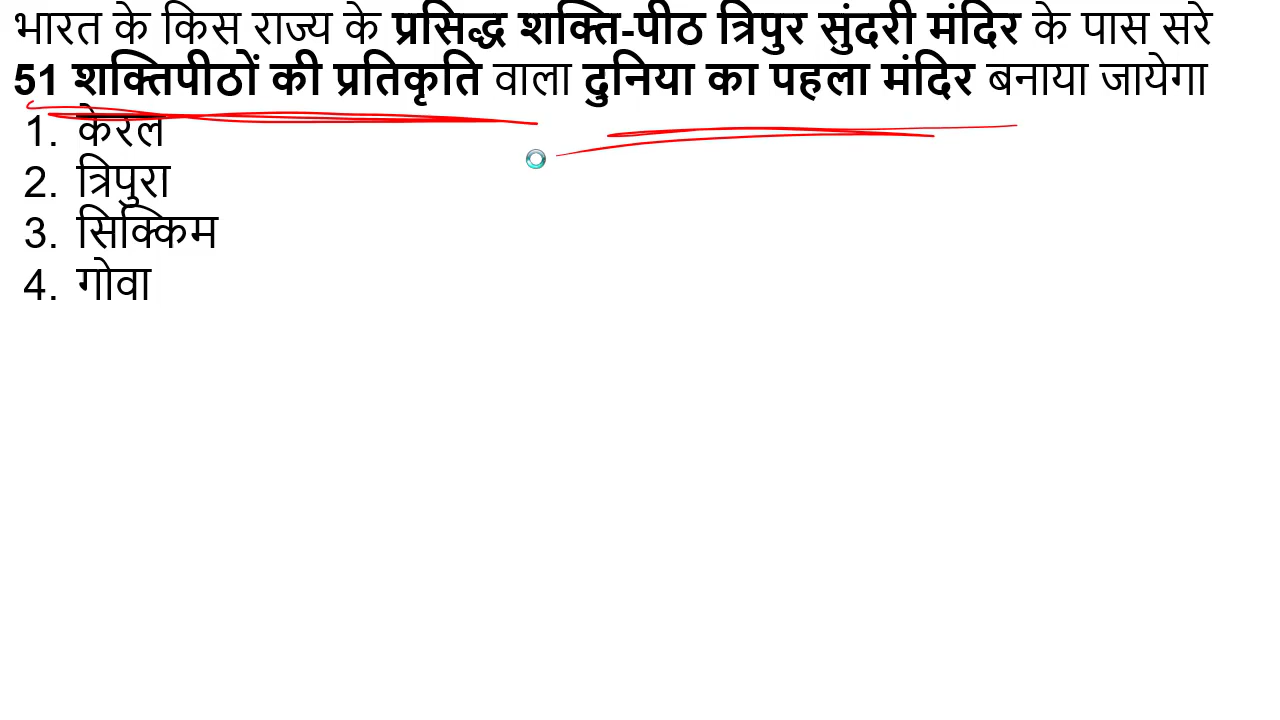 भारत के किस राज्य के प्रसिद्ध शक्ति-पीठ त्रिपुर सुंदरी मंदिर के पास सरे
51 शक्तिपीठों की प्रतिकृति वाला दुनिया का पहला मंदिर बनाया जायेगा
1. केरल
2. त्रिपुरा
3. सिक्किम
4. गोवा